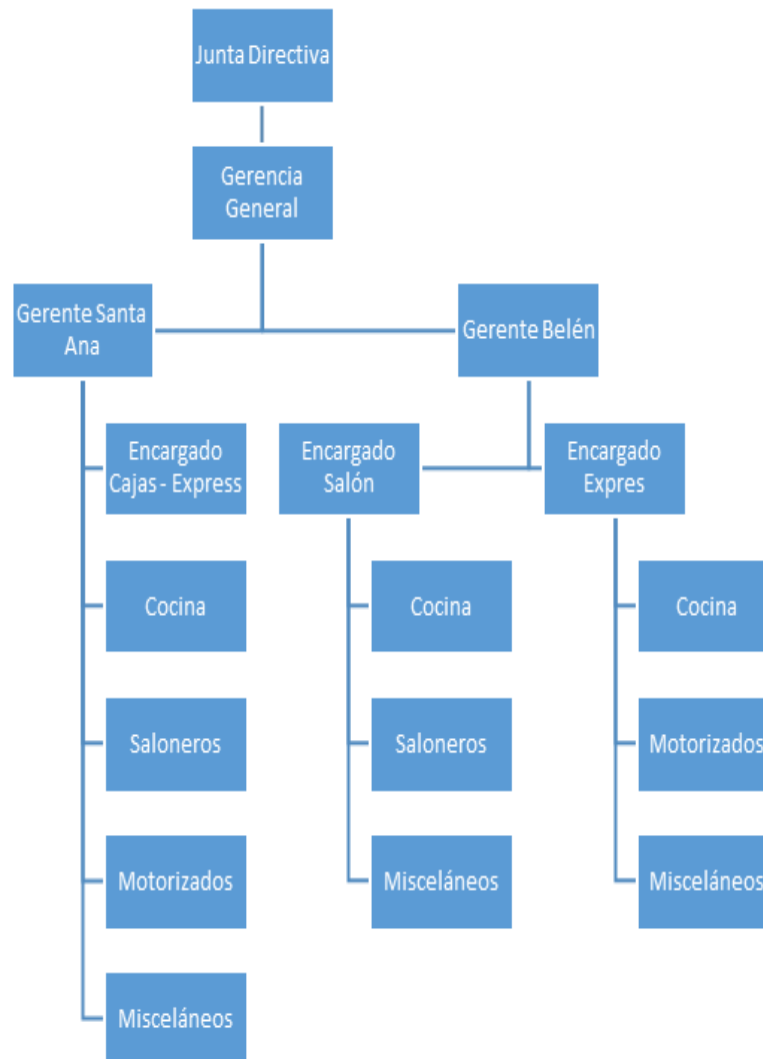 Junta Directiva
Gerencia
General
Gerente Santa
Ana
Gerente Belén
Encargado
Cajas - Express
Encargado
Salón
Encargado
Expres
Cocina
Cocina
Cocina
Saloneros
Saloneros
Motorizados
Motorizados
Misceláneos
Misceláneos
Misceláneos